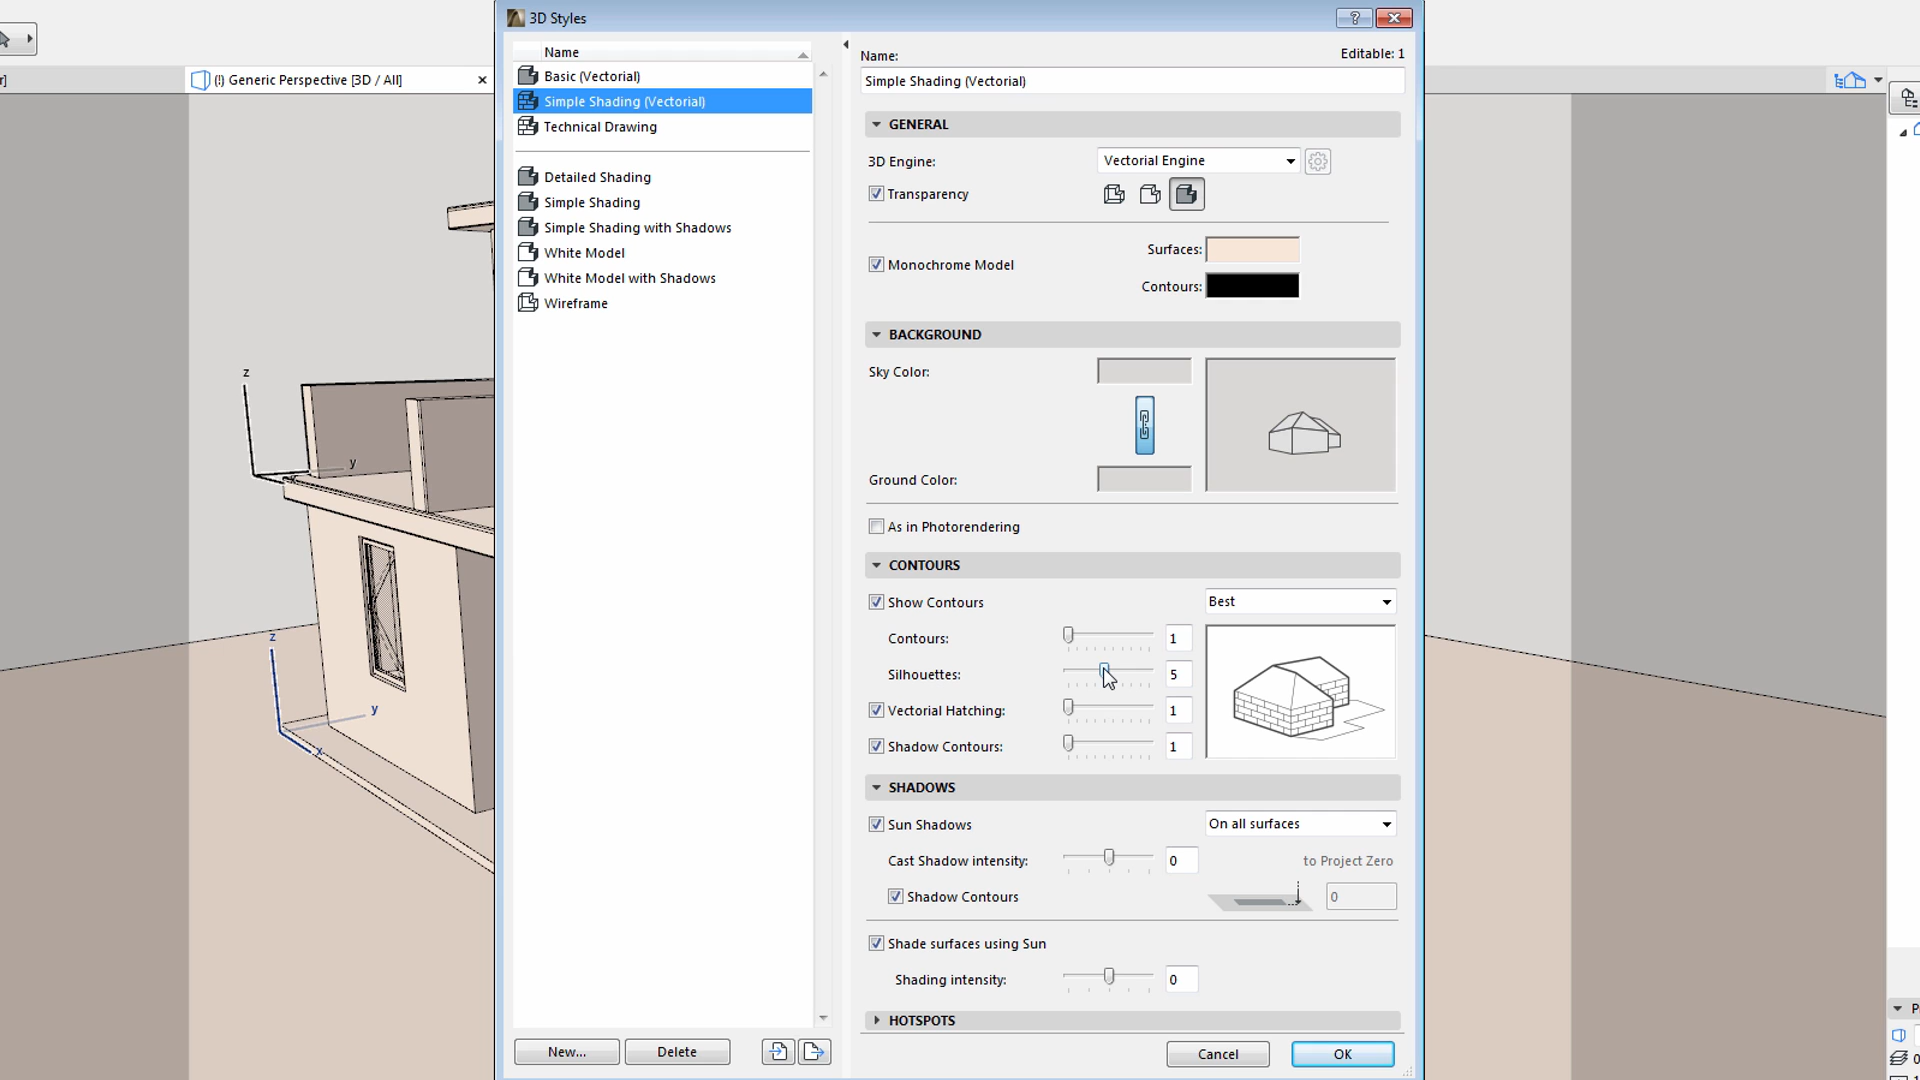 3D Styles
?
r]
(!) Generic Perspective [3D / All]
Name
Basic (Vectorial)
Simple Shading (Vectorial)
Technical Drawing
Detailed Shading
Simple Shading
Simple Shading with Shadows
White Model
White Model with Shadows
Wireframe
New...
Delete
Name:
Editable: 1
Simple Shading (Vectorial)
GENERAL
3D Engine:
Vectorial Engine
Transparency
Monochrome Model
Surfaces:
Contours:
BACKGROUND
Sky Color:
Ground Color:
As in Photorendering
CONTOURS
Show Contours
Best
Contours:
1
Silhouettes:
5
Vectorial Hatching:
1
Shadow Contours:
1
SHADOWS
Sun Shadows
On all surfaces
Cast Shadow intensity:
0
to Project Zero
Shadow Contours
0
Shade surfaces using Sun
Shading intensity:
0
HOTSPOTS
Cancel
OK
z
y
z
y
x